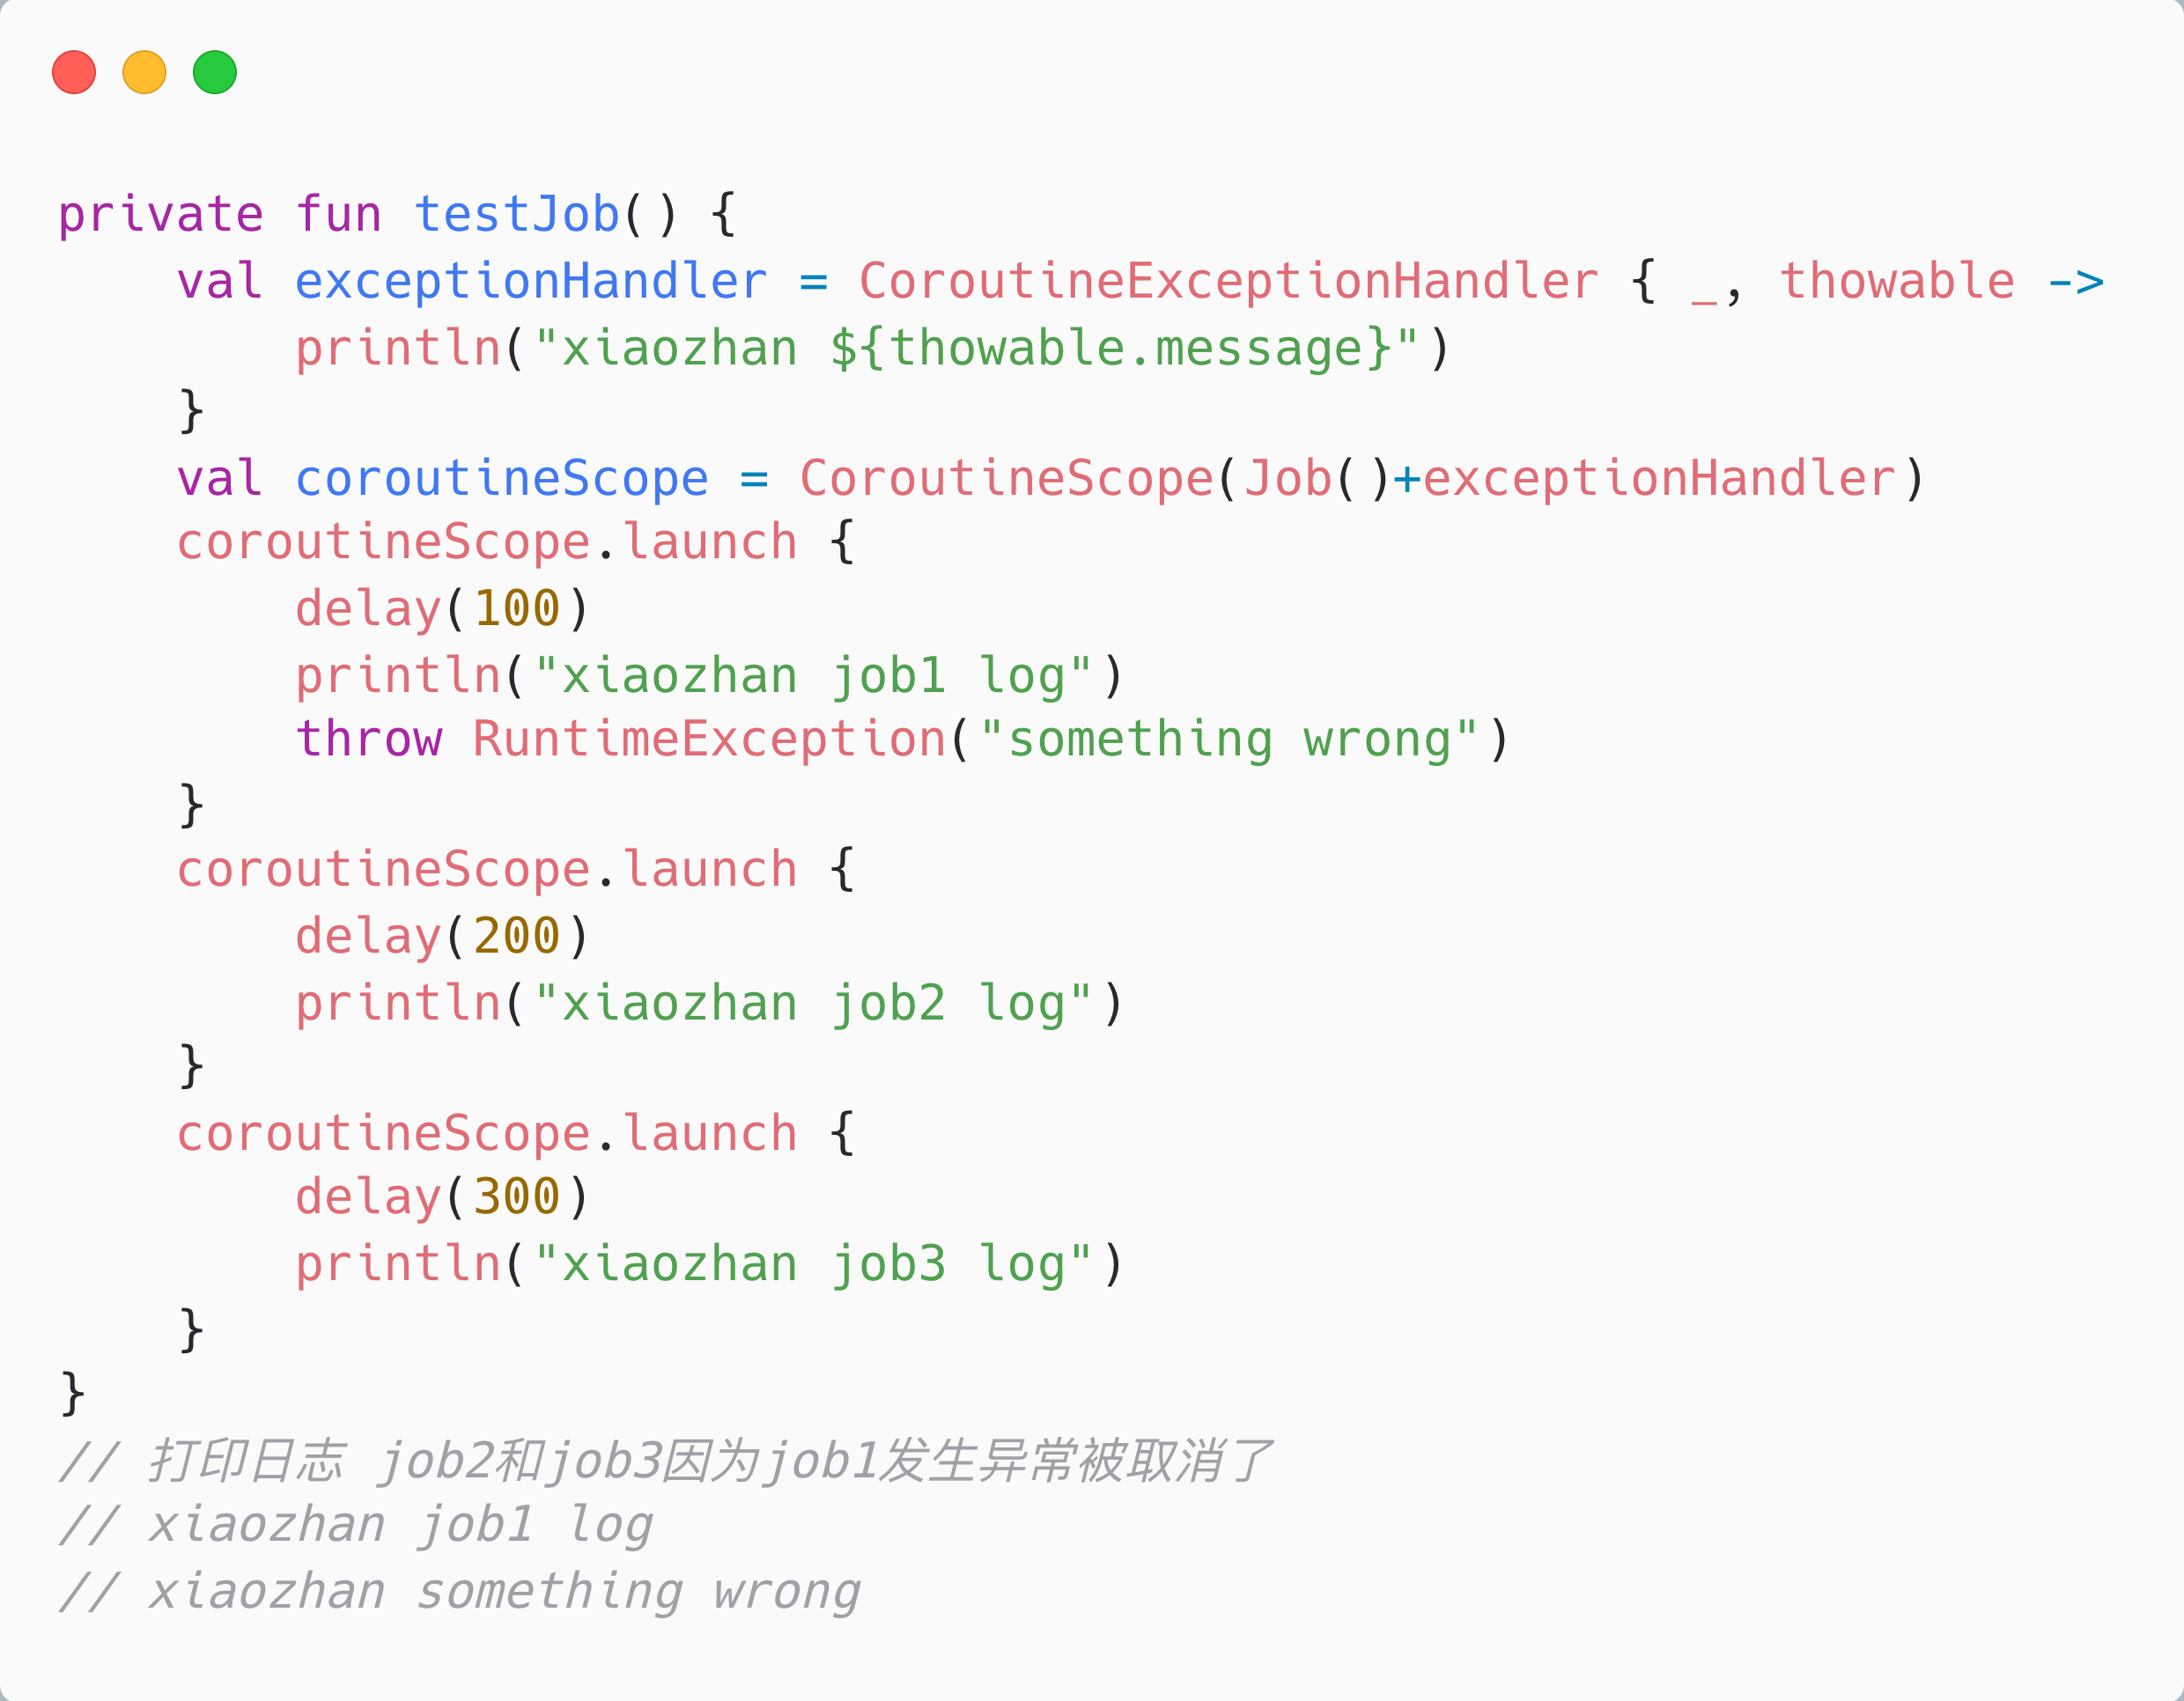 private fun testJob() {
    val exceptionHandler = CoroutineExceptionHandler { _, thowable ->
        println("xiaozhan ${thowable.message}")
    }
    val coroutineScope = CoroutineScope(Job()+exceptionHandler)
    coroutineScope.launch {
        delay(100)
        println("xiaozhan job1 log")
        throw RuntimeException("something wrong")
    }
    coroutineScope.launch {
        delay(200)
        println("xiaozhan job2 log")
    }
    coroutineScope.launch {
        delay(300)
        println("xiaozhan job3 log")
    }
}
// 打印日志 job2和job3因为job1发生异常被取消了
// xiaozhan job1 log
// xiaozhan something wrong